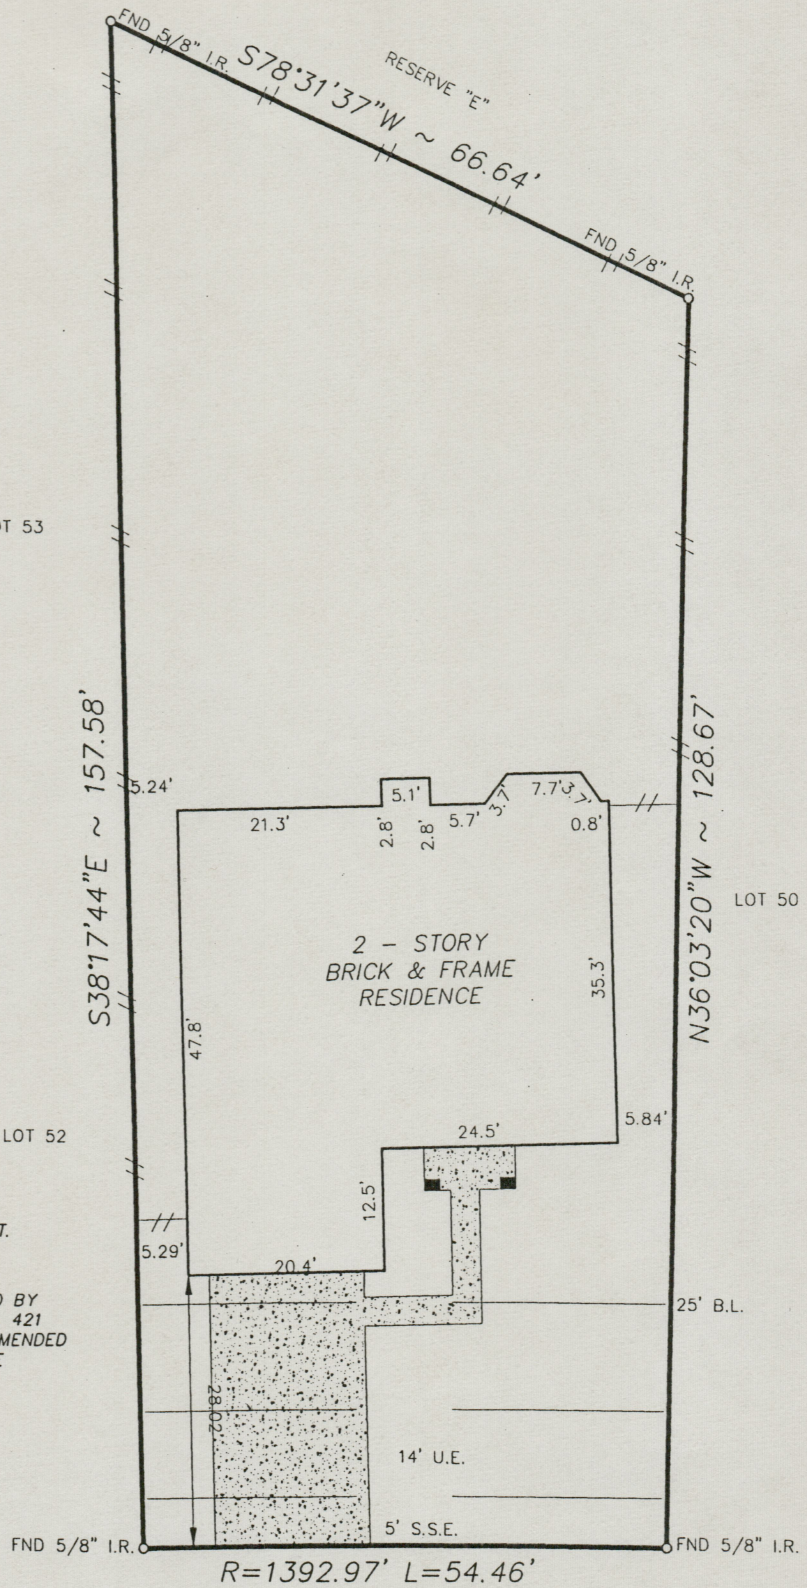 FND 5/8" I.R.
S78°31'37"W ~ 66.64'
RESERVE "E"
FND 5/8" I.R.
53
S38°17'44"E ~ 157.58'
N36°03'20"W ~ 128.67'
5.24'
21.3'
2.8'
5.1'
2.8'
5.7'
3.7'
7.7'
3.7'
0.8'
LOT 50
2 - STORY
BRICK & FRAME
RESIDENCE
35.3'
47.8'
LOT 52
24.5'
5.84'
12.5'
5.29'
20.4'
BY
421
25' B.L.
28.02
14' U.E.
5' S.S.E.
FND 5/8" I.R.
FND 5/8" I.R.
R=1392.97' L=54.46'